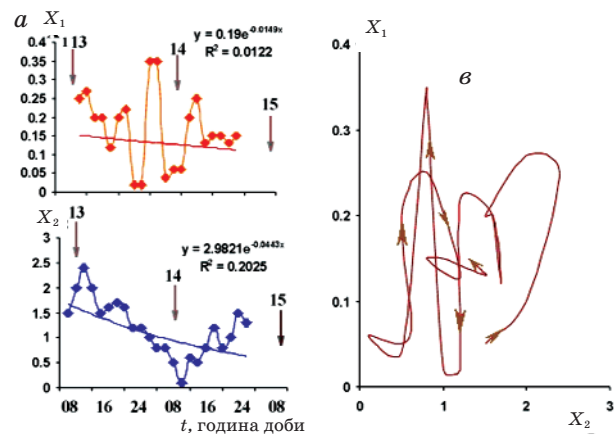 а X₁
13
0.4
0.35
0.3
0.25
0.2
0.15
0.1
0.05
0
14
15
y = 0.19e^-0.0149x
R² = 0.0122
X₂
13
3
2.5
2
1.5
1
0.5
0
14
15
y = 2.9821e^-0.0443x
R² = 0.2025
08 16 24 08 16 24 08
t, година доби
X₁
в
0.4
0.3
0.2
0.1
0
0 1 2 3
X₂